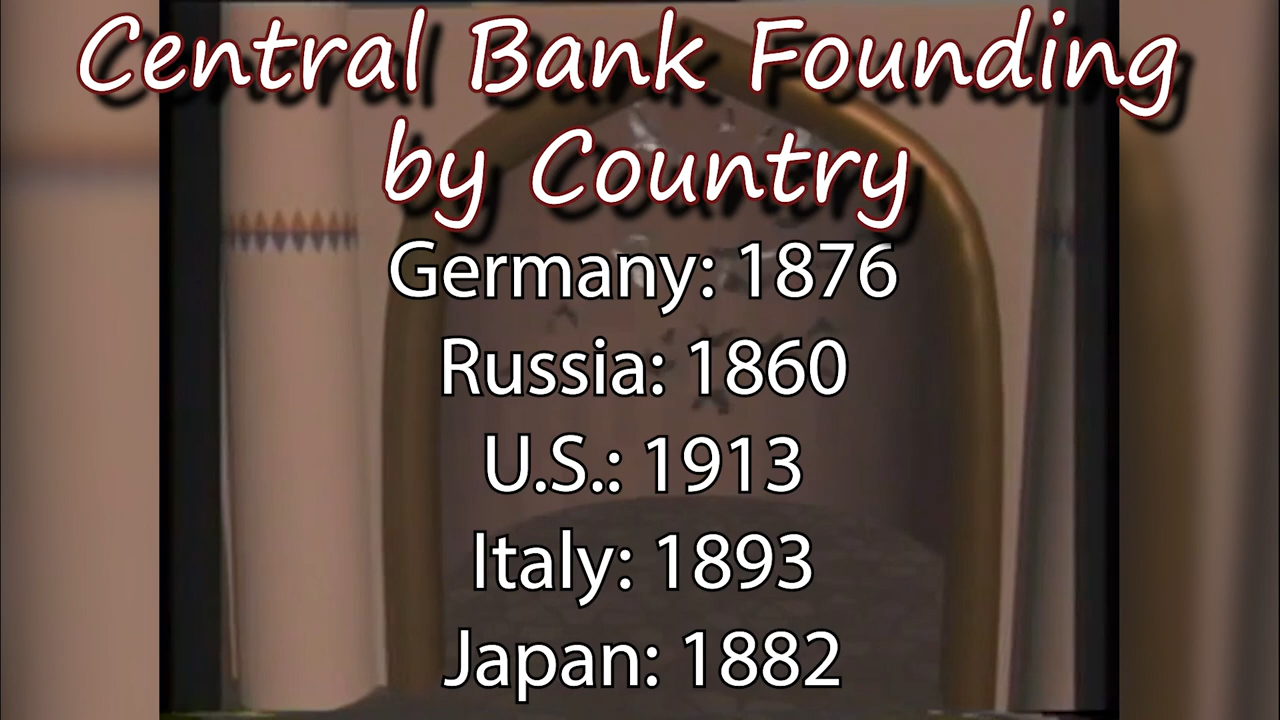 Central Bank Founding
by Country
Germany: 1876
Russia: 1860
U.S.: 1913
Italy: 1893
Japan: 1882